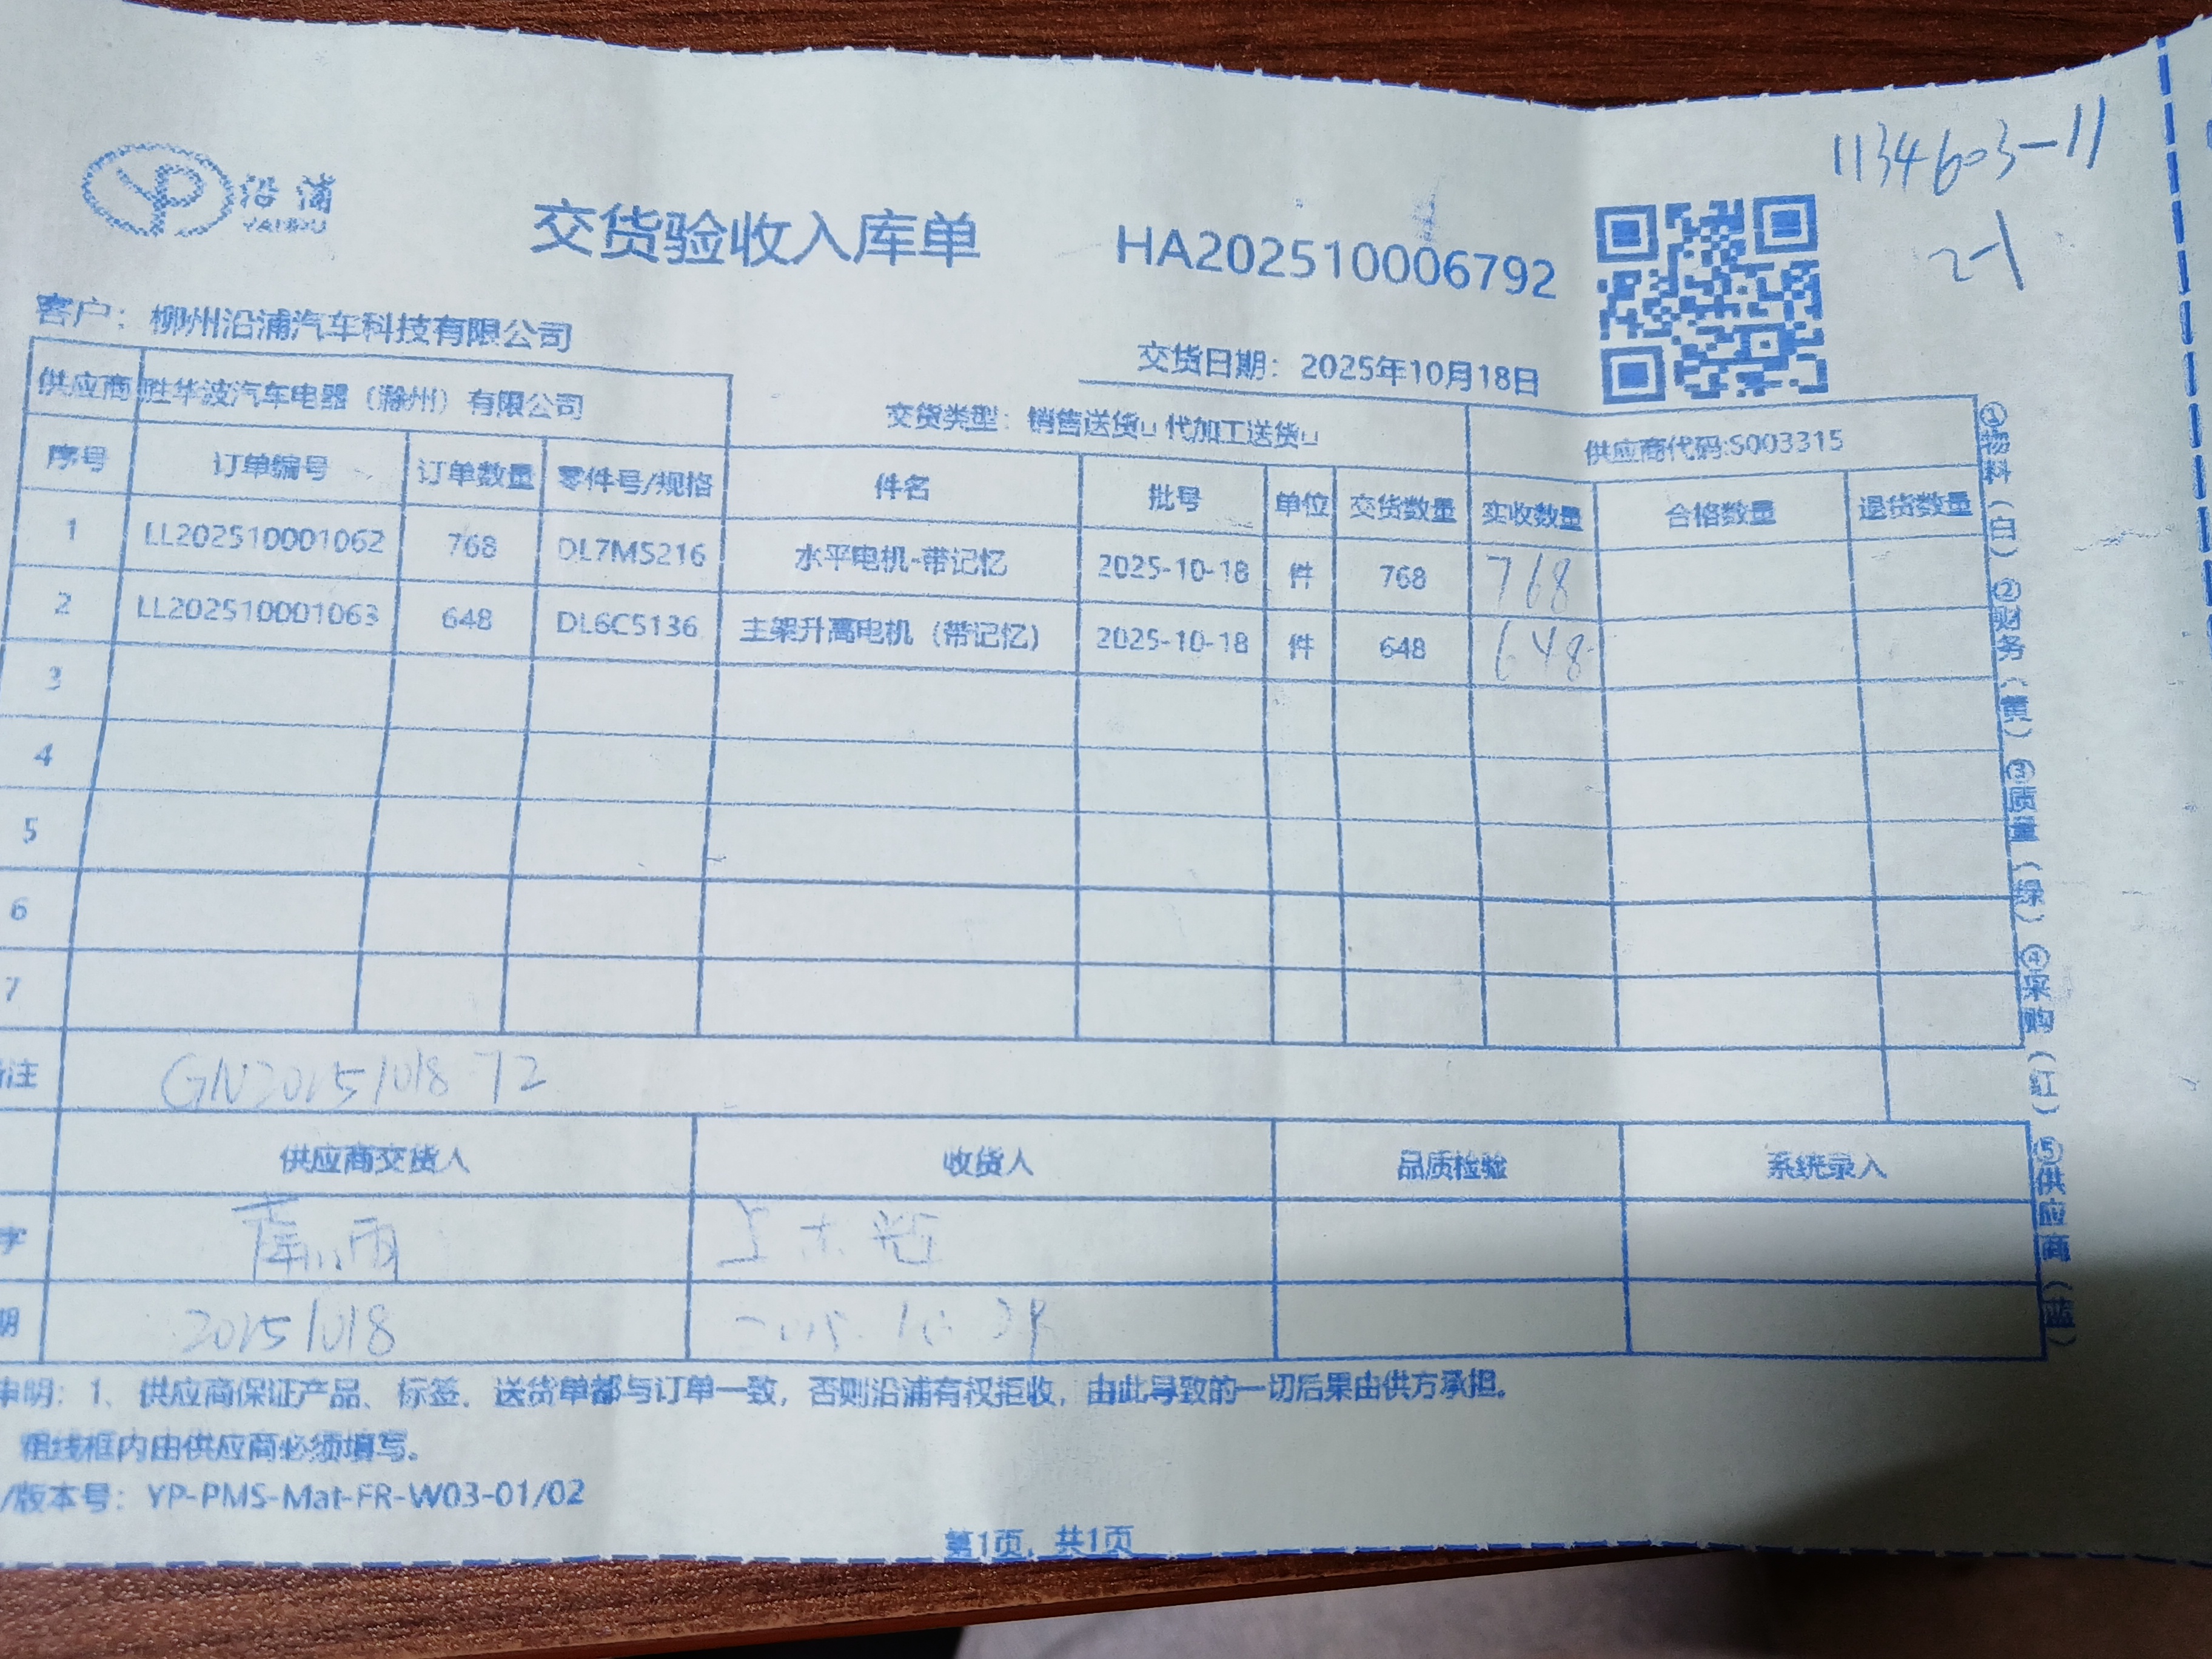 沿浦
YANPU
交货验收入库单
HA202510006792
1134603-11
2-1
客户：柳州沿浦汽车科技有限公司
交货日期：2025年10月18日
供应商 胜华波汽车电器（滁州）有限公司
交货类型：销售送货□ 代加工送货□
供应商代码:S003315
序号 订单编号 订单数量 零件号/规格 件名 批号 单位 交货数量 实收数量 合格数量 退货数量
1 LL202510001062 768 DL7M5216 水平电机-带记忆 2025-10-18 件 768 768
2 LL202510001063 648 DL6C5136 主架升高电机（带记忆） 2025-10-18 件 648 648
3
4
5
6
7
注 GN20251018-72
供应商交货人 收货人 品质检验 系统录入
字
期 20251018
申明：1、供应商保证产品、标签、送货单都与订单一致，否则沿浦有权拒收，由此导致的一切后果由供方承担。
粗线框内由供应商必须填写。
/版本号：YP-PMS-Mat-FR-W03-01/02
第1页，共1页
①物料（白）②财务（黄）③质量（绿）④采购（红）⑤供应商（蓝）